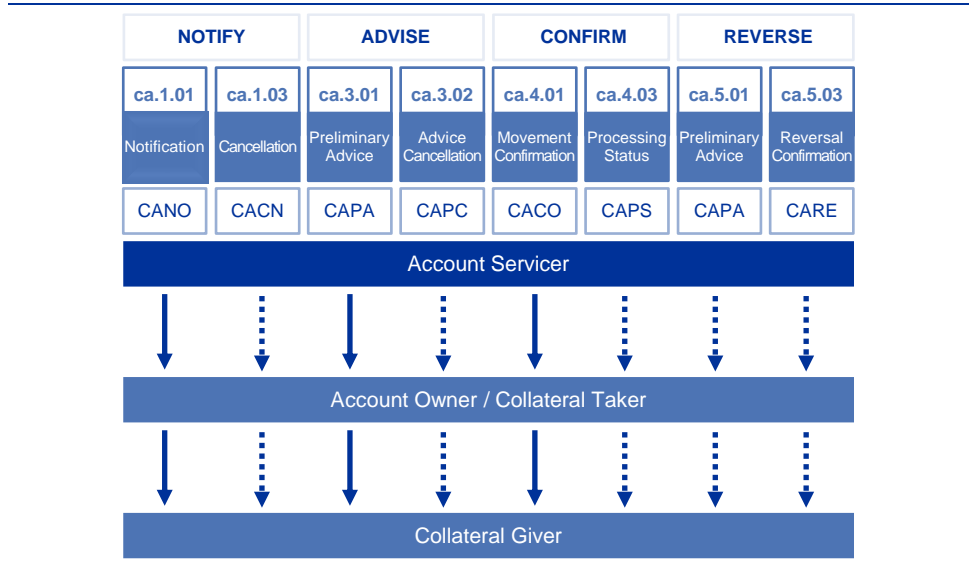 NOTIFY ADVISE CONFIRM REVERSE
ca.1.01 ca.1.03 ca.3.01 ca.3.02 ca.4.01 ca.4.03 ca.5.01 ca.5.03
Notification Cancellation Preliminary Advice Advice Cancellation Movement Confirmation Processing Status Preliminary Advice Reversal Confirmation
CANO CACN CAPA CAPC CACO CAPS CAPA CARE
Account Servicer
Account Owner / Collateral Taker
Collateral Giver